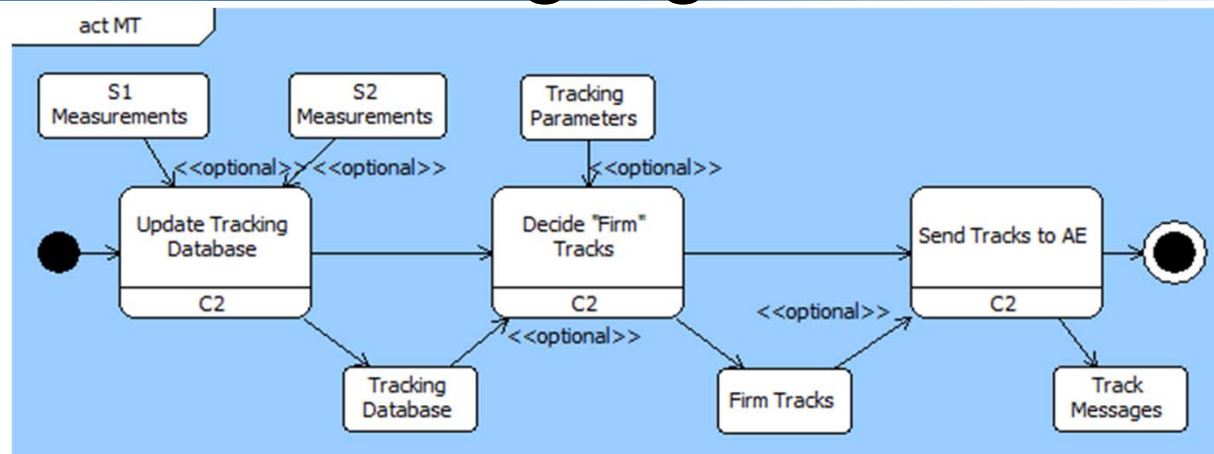 act MT
S1
Measurements
S2
Measurements
Tracking
Parameters
<<optional>>
<<optional>>
<<optional>>
Update Tracking
Database
C2
Decide "Firm"
Tracks
C2
Send Tracks to AE
C2
<<optional>>
<<optional>>
Tracking
Database
Firm Tracks
Track
Messages